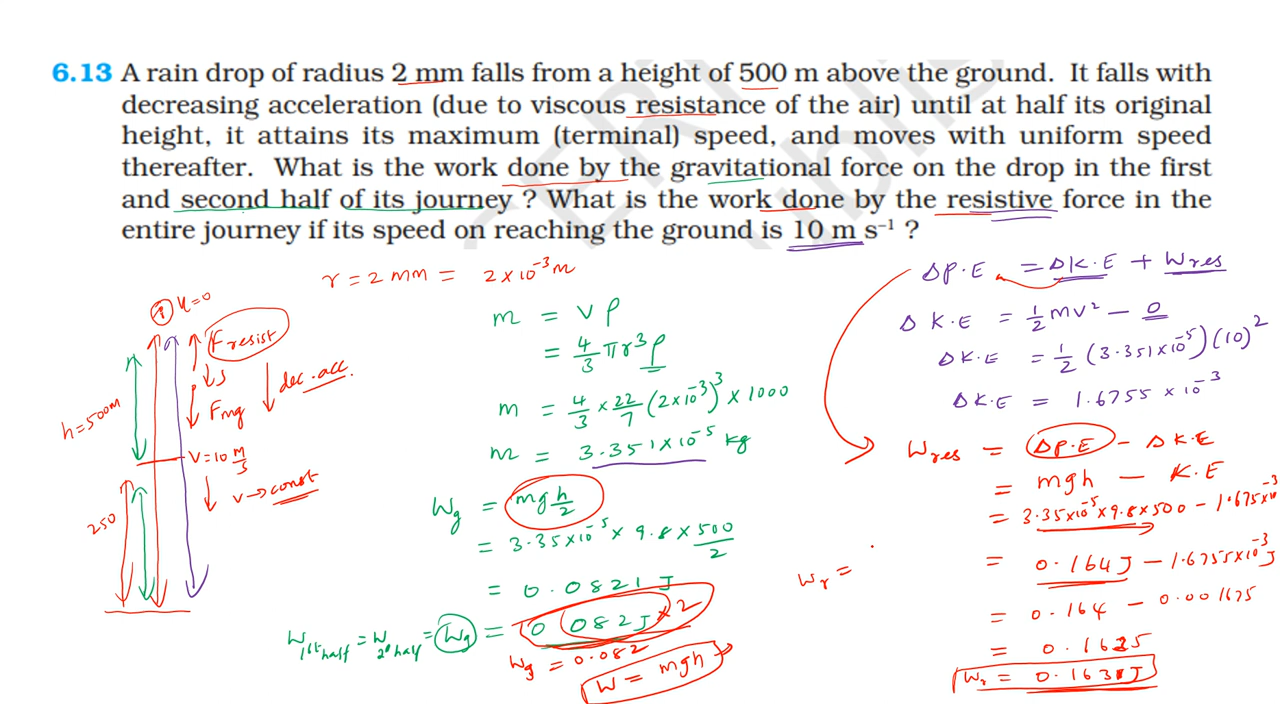 6.13 A rain drop of radius 2 mm falls from a height of 500 m above the ground. It falls with
decreasing acceleration (due to viscous resistance of the air) until at half its original
height, it attains its maximum (terminal) speed, and moves with uniform speed
thereafter. What is the work done by the gravitational force on the drop in the first
and second half of its journey ? What is the work done by the resistive force in the
entire journey if its speed on reaching the ground is 10 m s⁻¹ ?
r = 2 mm = 2 × 10⁻³ m
① u=0
F resist
↓s
Fmg
dec. acc.
h=500m
v=10 m/s
v → const
250
m = V ρ
= 4/3 π r³ ρ
m = 4/3 × 22/7 (2×10⁻³)³ × 1000
m = 3.351 × 10⁻⁵ kg
Wg = mg h/2
= 3.35×10⁻⁵ × 9.8 × 500/2
= 0.0821 J
W 1st half = W 2ⁿᵈ half = Wg = 0.082 J × 2
Wg = 0.082
W = mgh
ΔP.E = ΔK.E + Wres
Δ K.E = 1/2 mv² − 0
ΔK.E = 1/2 (3.351×10⁻⁵)(10)²
ΔK.E = 1.6755 × 10⁻³
Wres = ΔP.E − ΔK.E
= mgh − K.E
= 3.35×10⁻⁵ × 9.8 × 500 − 1.675×10⁻³
= 0.164 J − 1.6755×10⁻³ J
= 0.164 − 0.001675
= 0.1625
Wr = 0.163 J
Wr =